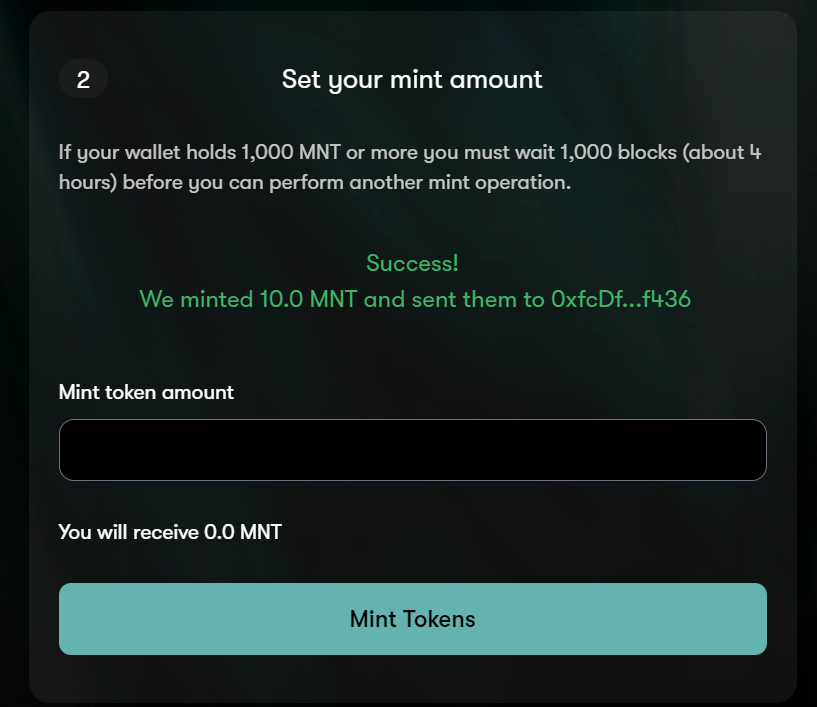 2
Set your mint amount
If your wallet holds 1,000 MNT or more you must wait 1,000 blocks (about 4
hours) before you can perform another mint operation.
Success!
We minted 10.0 MNT and sent them to 0xfcDf...f436
Mint token amount
You will receive 0.0 MNT
Mint Tokens